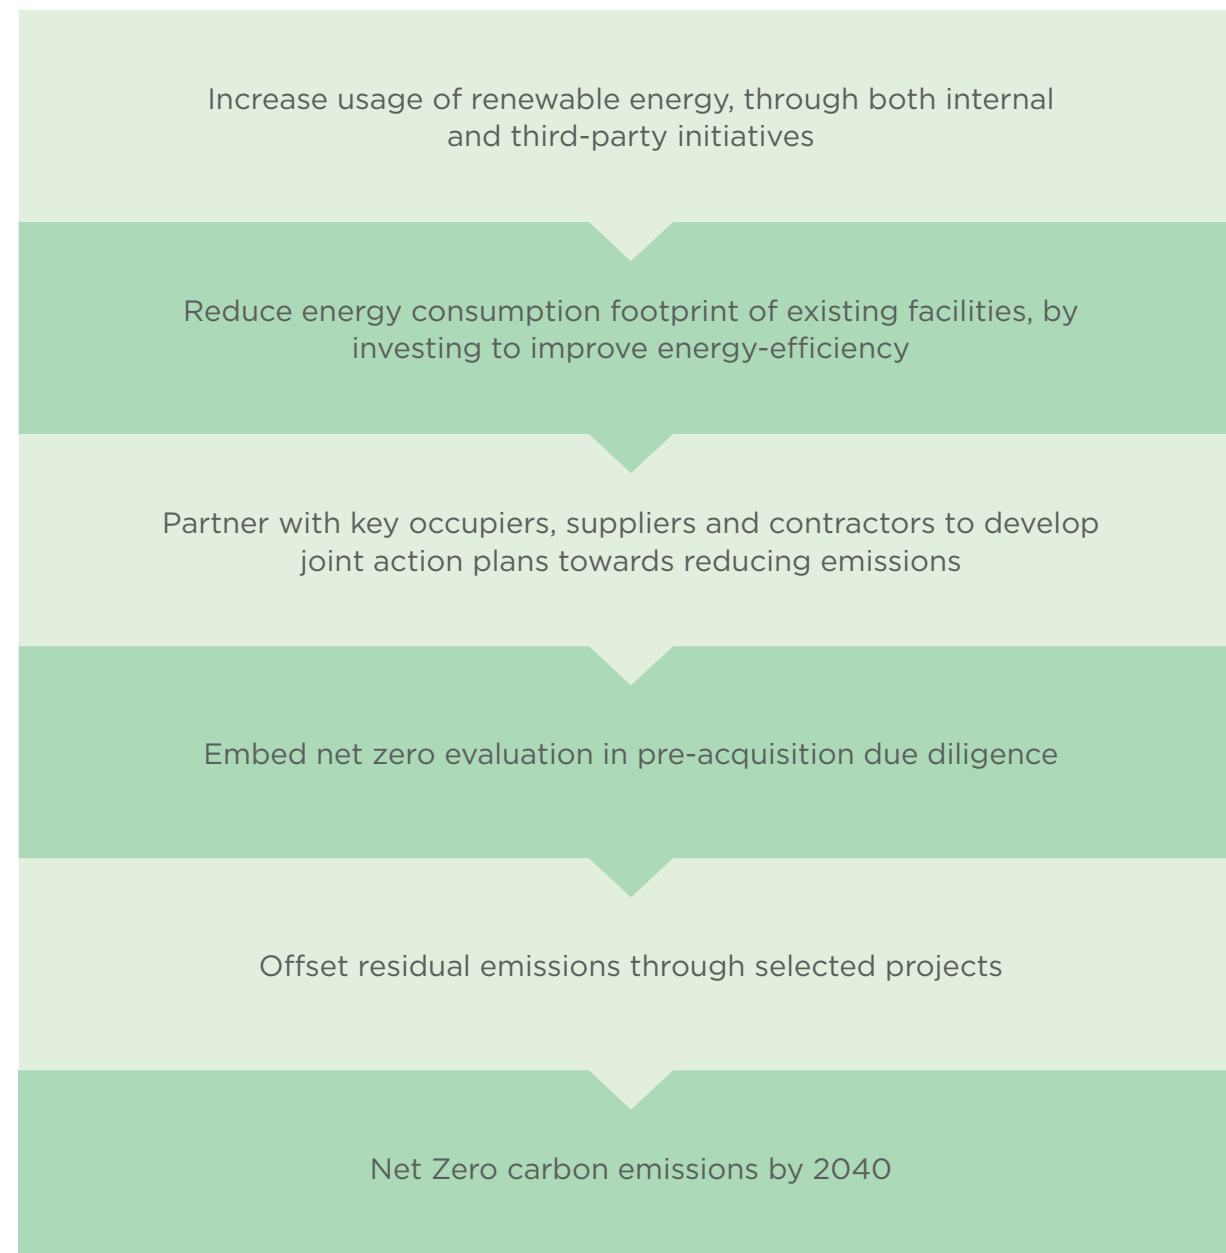 Increase usage of renewable energy, through both internal
and third-party initiatives
Reduce energy consumption footprint of existing facilities, by
investing to improve energy-efficiency
Partner with key occupiers, suppliers and contractors to develop
joint action plans towards reducing emissions
Embed net zero evaluation in pre-acquisition due diligence
Offset residual emissions through selected projects
Net Zero carbon emissions by 2040